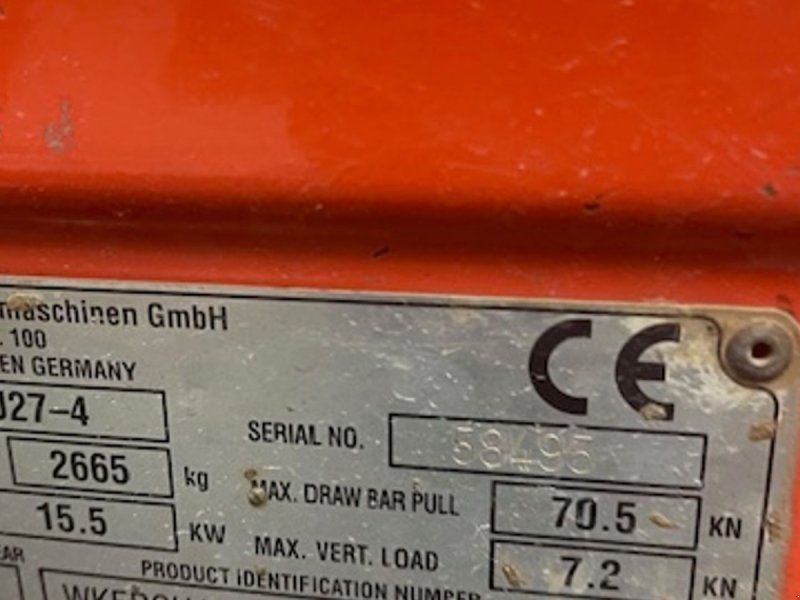 maschinen GmbH
. 100
EN GERMANY
CE
J27-4
SERIAL NO. 58495
2665 kg
MAX. DRAW BAR PULL 70.5 KN
15.5 KW
MAX. VERT. LOAD 7.2 KN
PRODUCT IDENTIFICATION NUMBER